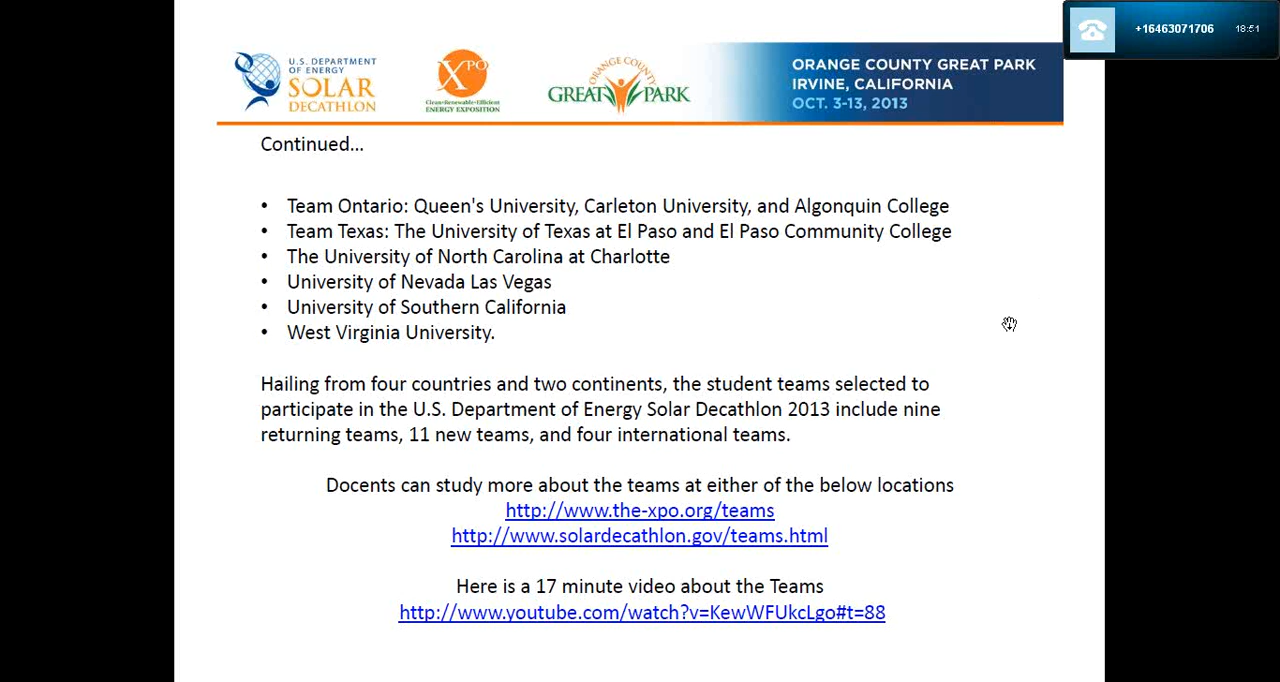 +16463071706 18:51
U.S. DEPARTMENT
OF ENERGY
SOLAR
DECATHLON
XPO
Clean•Renewable•Efficient
ENERGY EXPOSITION
ORANGE COUNTY
GREAT PARK
ORANGE COUNTY GREAT PARK
IRVINE, CALIFORNIA
OCT. 3-13, 2013
Continued...
• Team Ontario: Queen's University, Carleton University, and Algonquin College
• Team Texas: The University of Texas at El Paso and El Paso Community College
• The University of North Carolina at Charlotte
• University of Nevada Las Vegas
• University of Southern California
• West Virginia University.
Hailing from four countries and two continents, the student teams selected to
participate in the U.S. Department of Energy Solar Decathlon 2013 include nine
returning teams, 11 new teams, and four international teams.
Docents can study more about the teams at either of the below locations
http://www.the-xpo.org/teams
http://www.solardecathlon.gov/teams.html
Here is a 17 minute video about the Teams
http://www.youtube.com/watch?v=KewWFUkcLgo#t=88